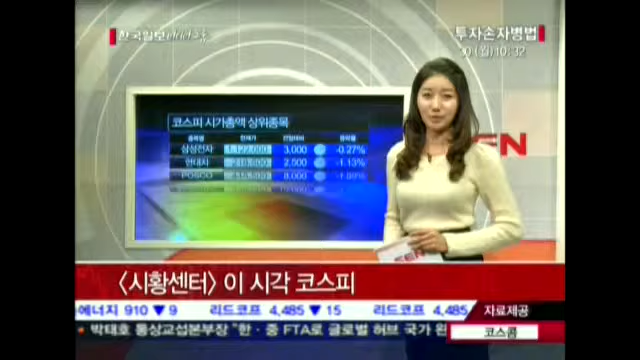 한국일보
투자손자병법
(월)10:32
코스피 시가총액 상위종목
종목명 현재가 전일대비 등락률
삼성전자 1,122,000 3,000 -0.27%
현대차 2,500 -1.13%
POSCO 8,000
SEN
〈시황센터〉 이 시각 코스피
에너지 910 ▼9 리드코프 4,485 ▼15 리드코프 4,485
자료제공
박태호 통상교섭본부장 "한·중 FTA로 글로벌 허브 국가 완
코스콤